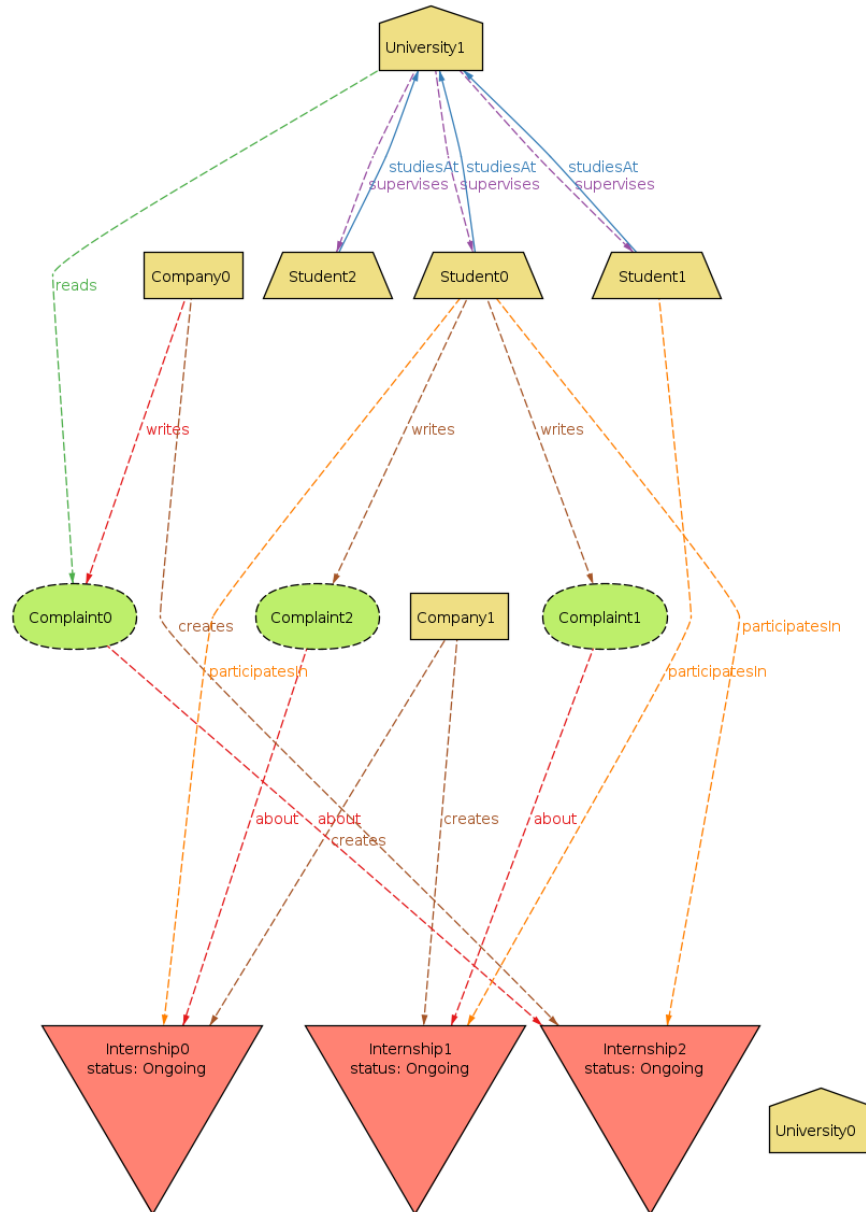 University1
studiesAt
studiesAt
studiesAt
supervises
supervises
supervises
Company0
Student2
Student0
Student1
reads
writes
writes
writes
Complaint0
Complaint2
Company1
Complaint1
creates
participatesIn
participatesIn
participatesIn
about
about
creates
creates
about
Internship0
status: Ongoing
Internship1
status: Ongoing
Internship2
status: Ongoing
University0